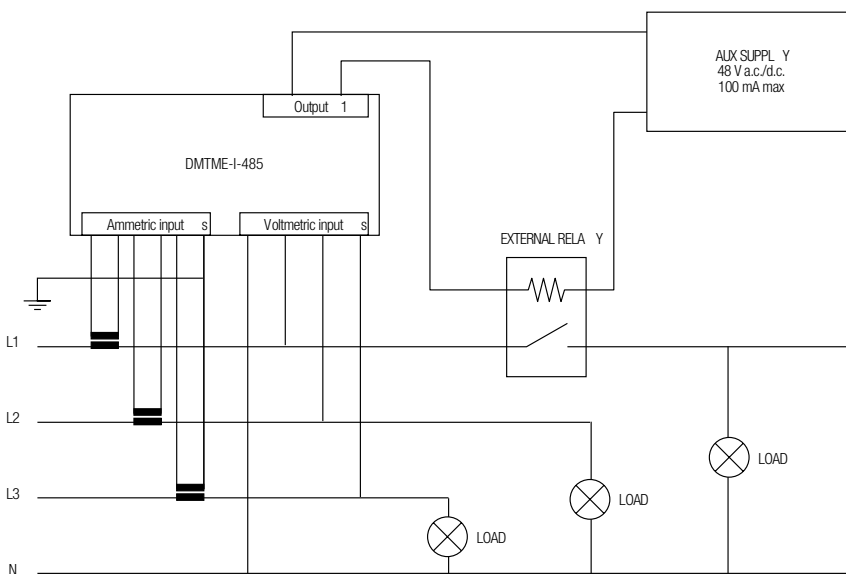 AUX SUPPL Y
48 V a.c./d.c.
100 mA max
Output 1
DMTME-I-485
Ammetric input s
Voltmetric input s
EXTERNAL RELA Y
L1
L2
LOAD
L3
LOAD
LOAD
N